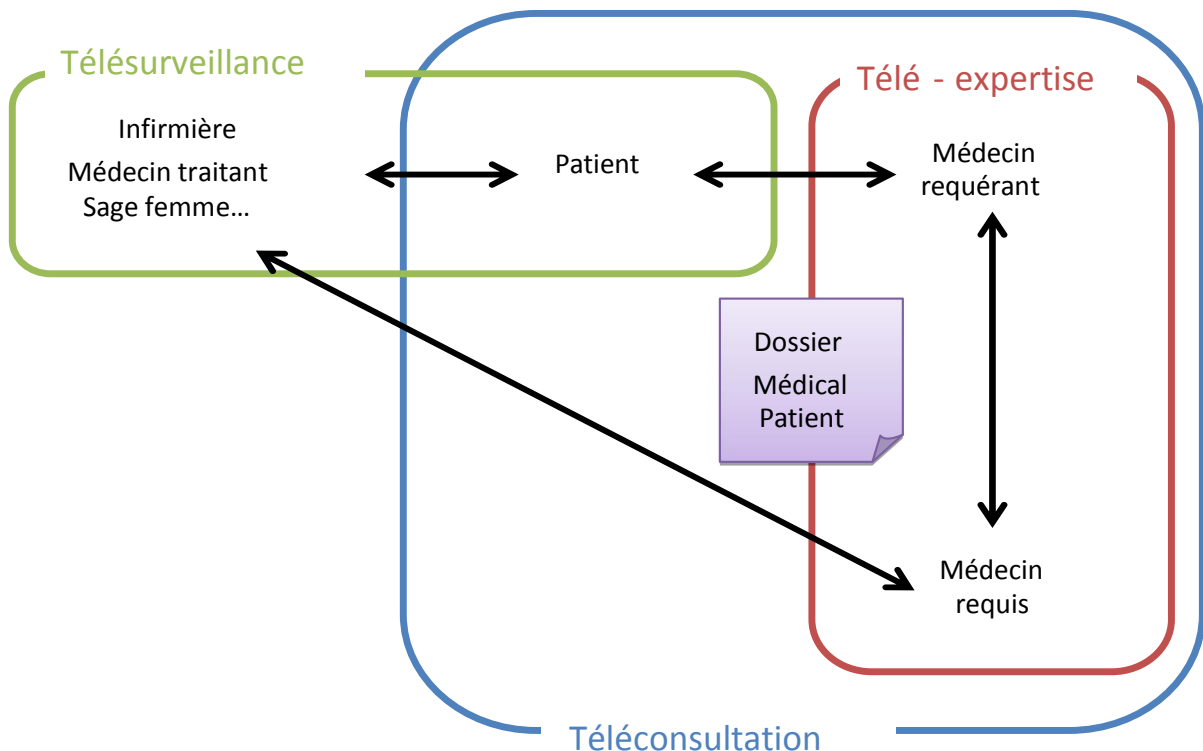 Télésurveillance
Infirmière
Médecin traitant
Sage femme...
Patient
Télé - expertise
Médecin
requérant
Dossier
Médical
Patient
Médecin
requis
Téléconsultation